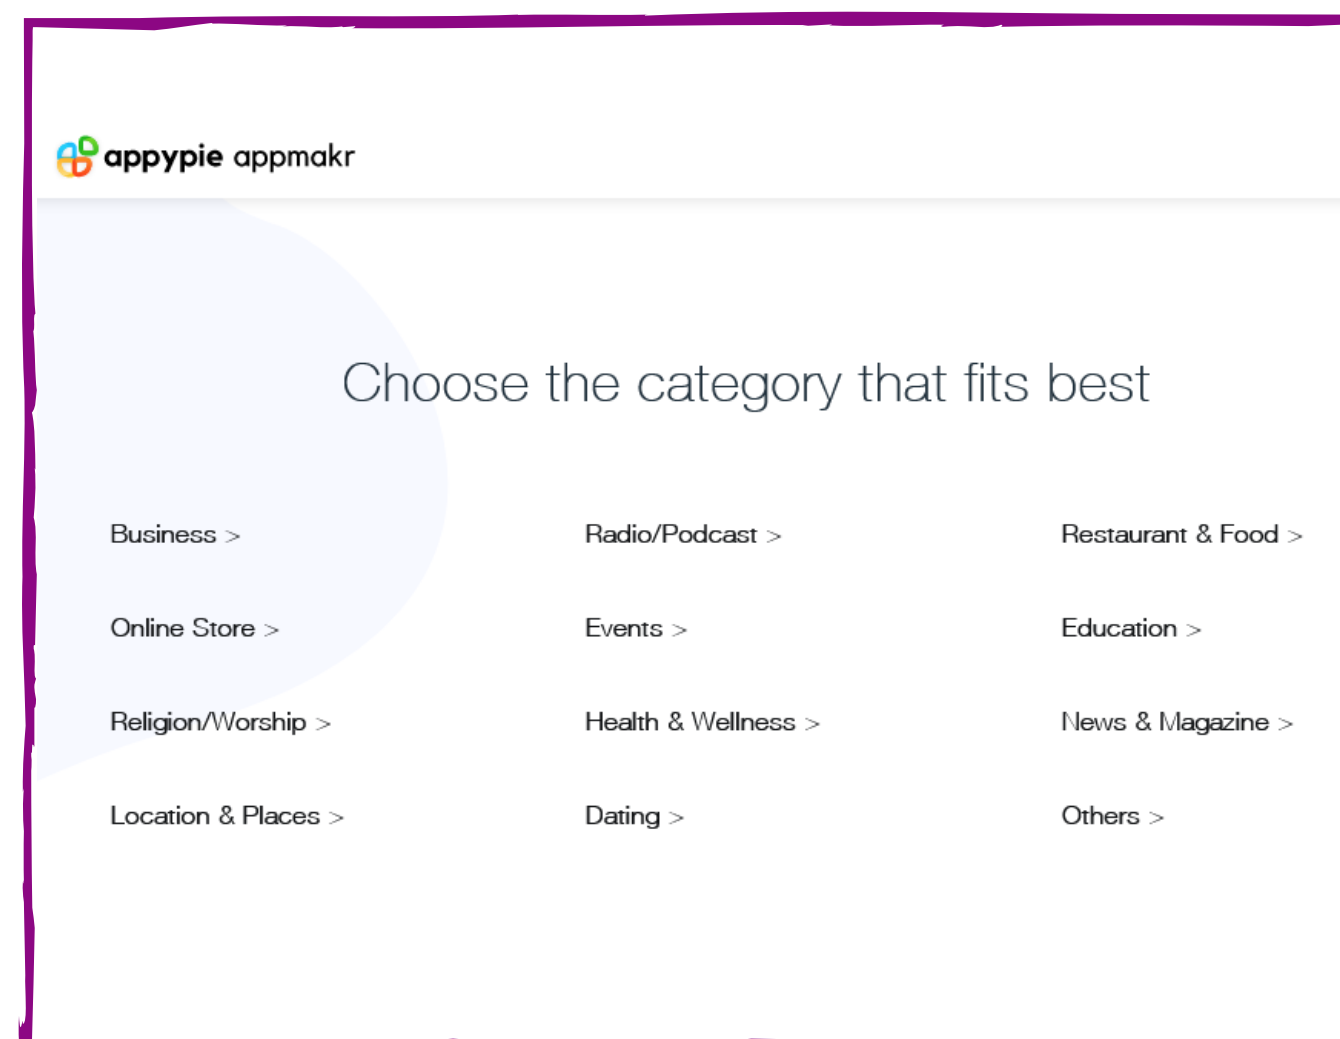 appypie appmakr
Choose the category that fits best
Business > Radio/Podcast > Restaurant & Food >
Online Store > Events > Education >
Religion/Worship > Health & Wellness > News & Magazine >
Location & Places > Dating > Others >